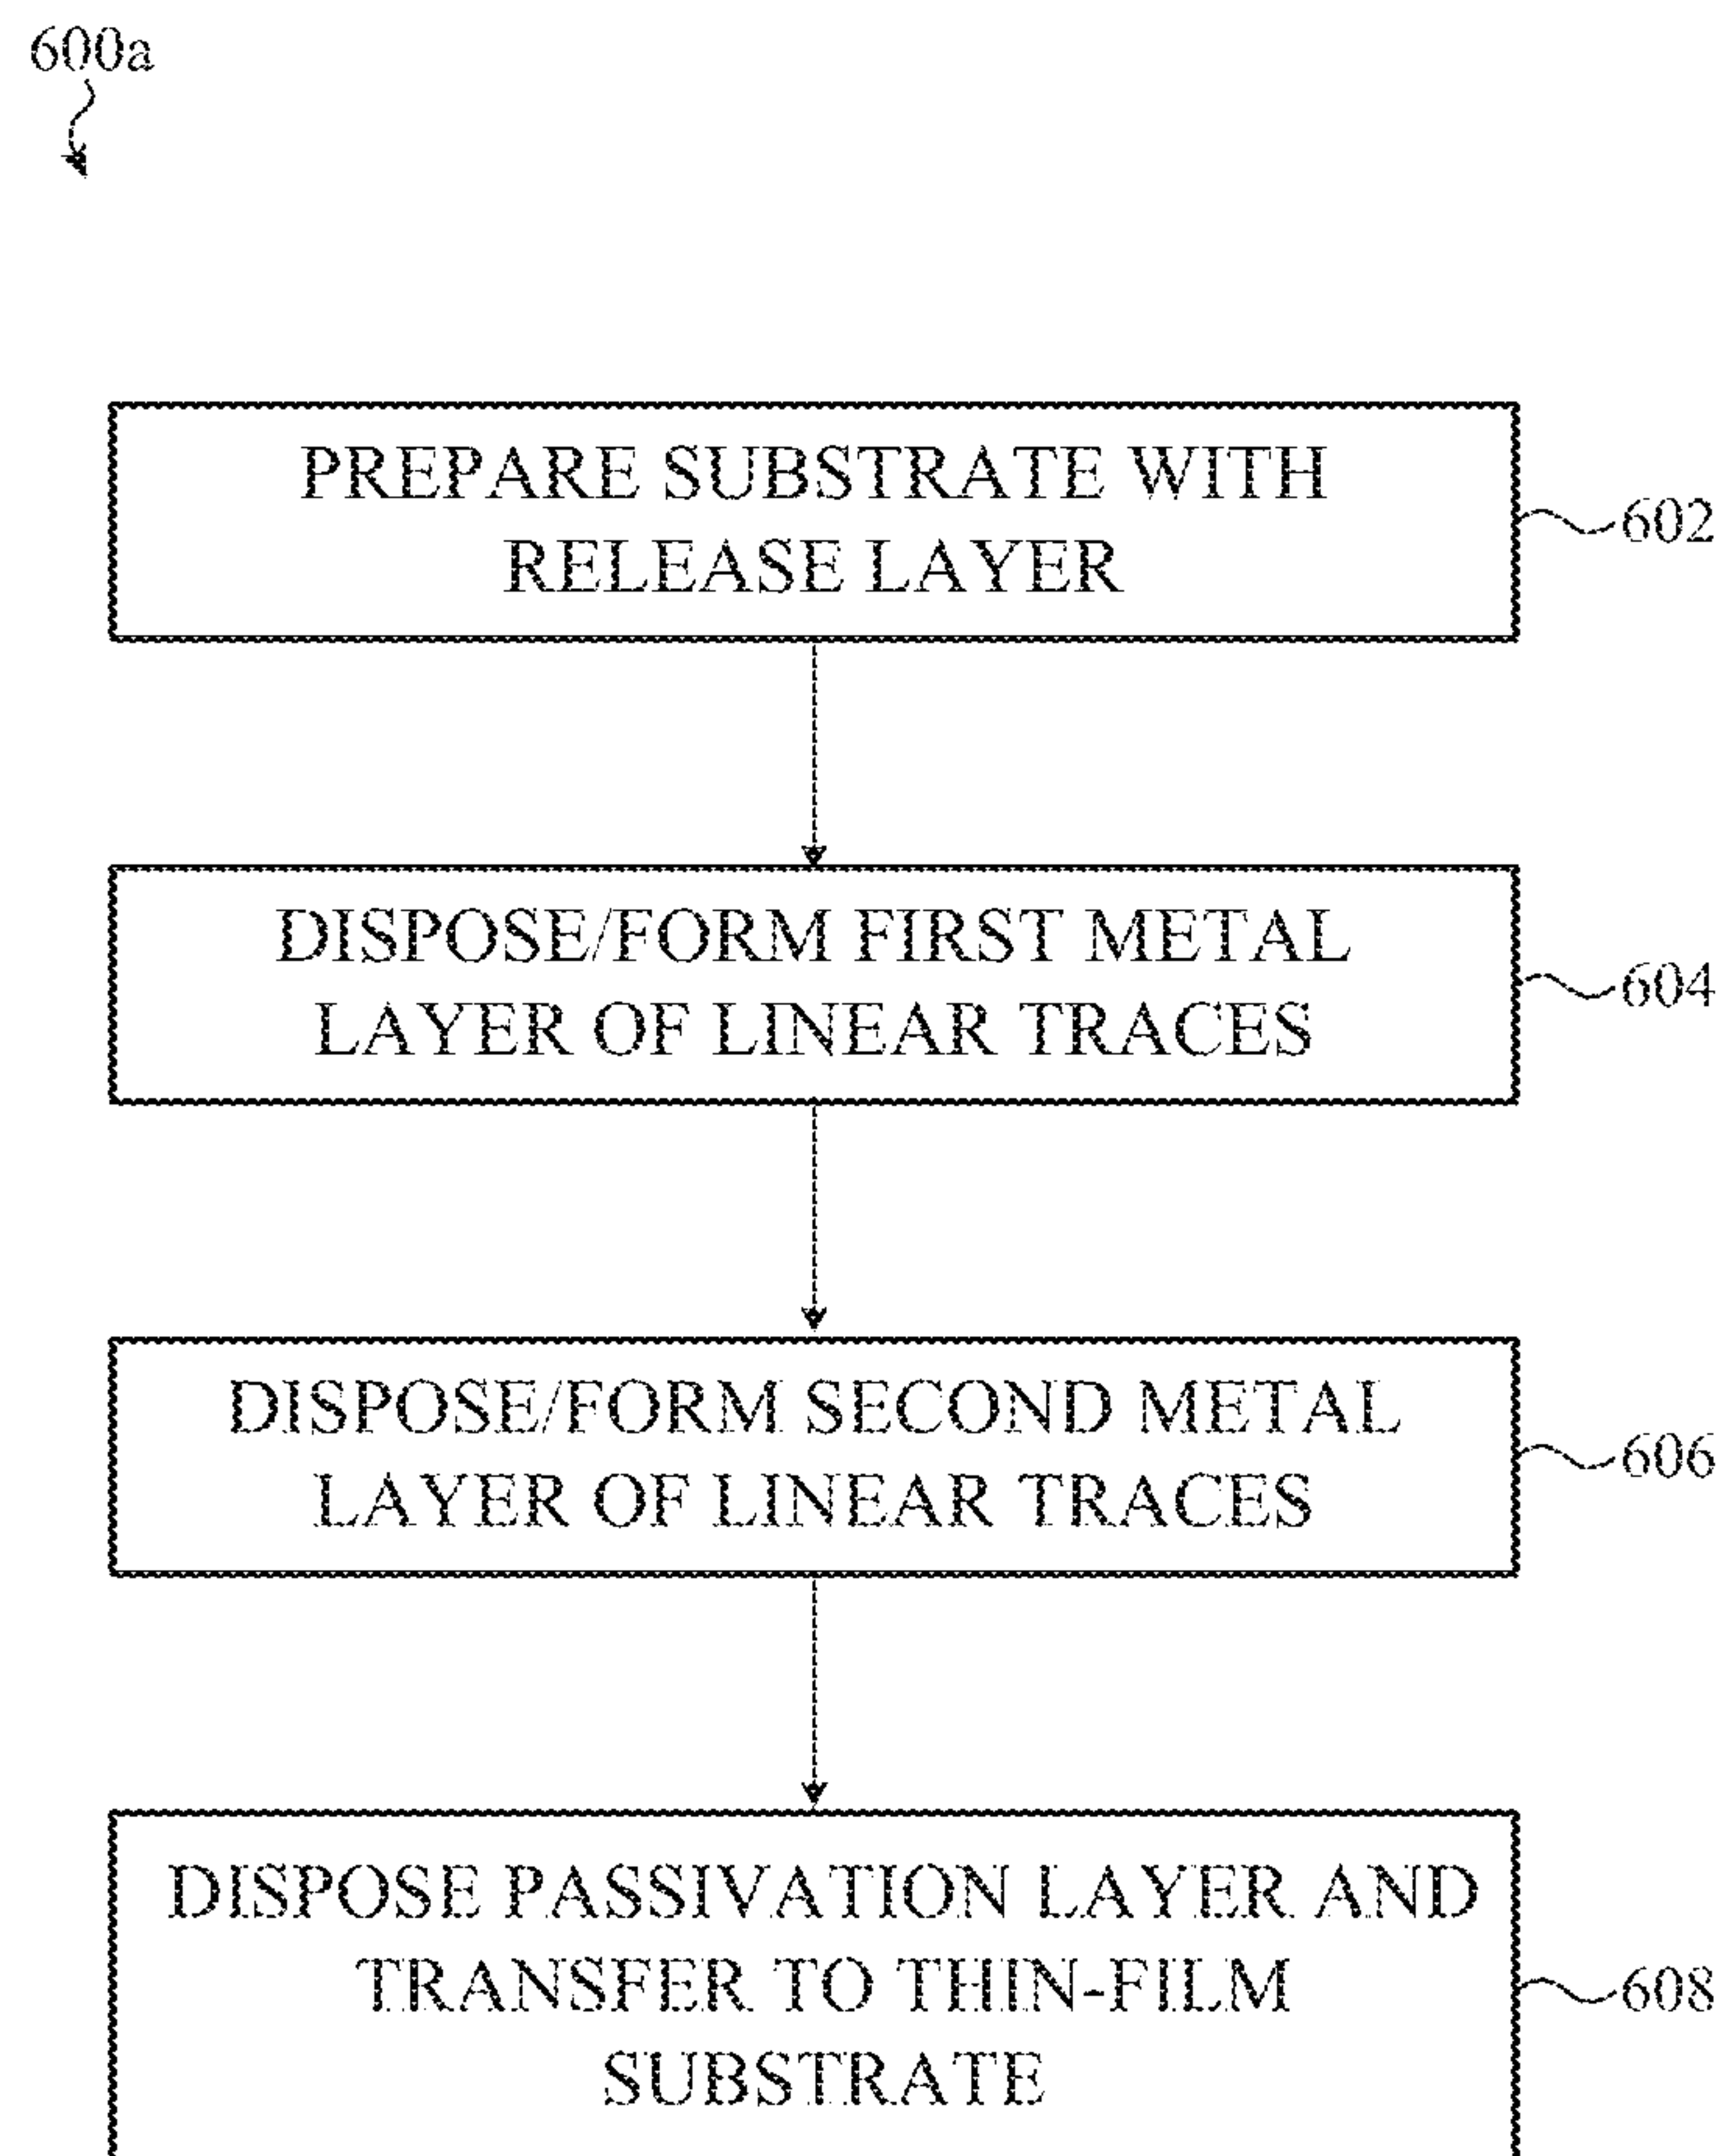 600a
PREPARE SUBSTRATE WITH
RELEASE LAYER
602
DISPOSE/FORM FIRST METAL
LAYER OF LINEAR TRACES
604
DISPOSE/FORM SECOND METAL
LAYER OF LINEAR TRACES
606
DISPOSE PASSIVATION LAYER AND
TRANSFER TO THIN-FILM
SUBSTRATE
608